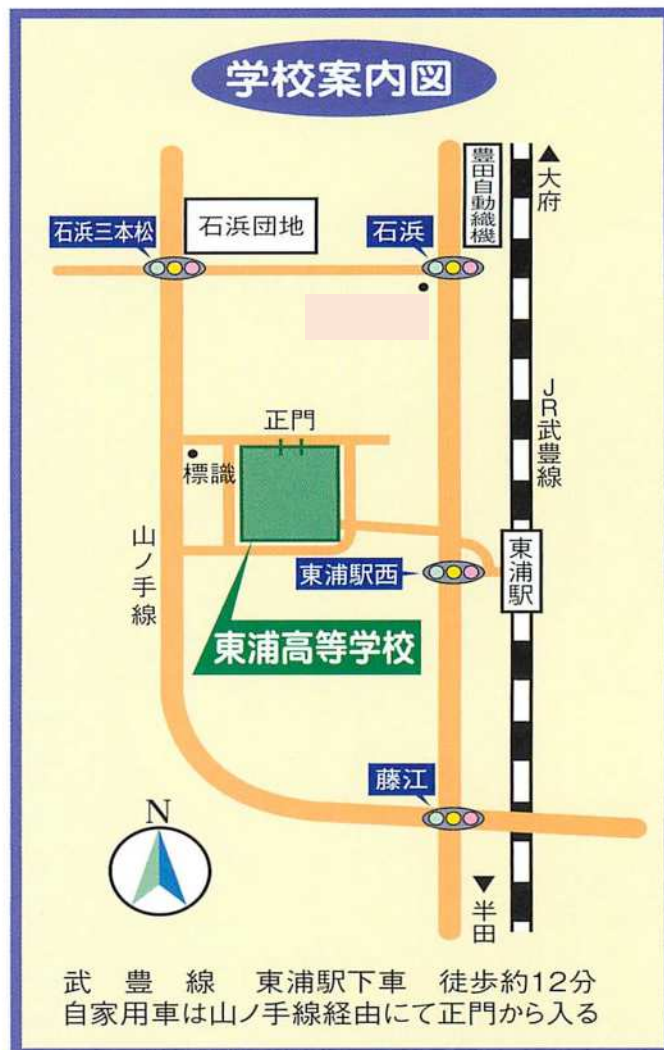 学校案内図
豊田自動織機
▲大府
石浜三本松
石浜団地
石浜
JR武豊線
正門
標識
山ノ手線
東浦駅西
東浦駅
東浦高等学校
藤江
N
▼半田
武豊線 東浦駅下車 徒歩約12分
自家用車は山ノ手線経由にて正門から入る